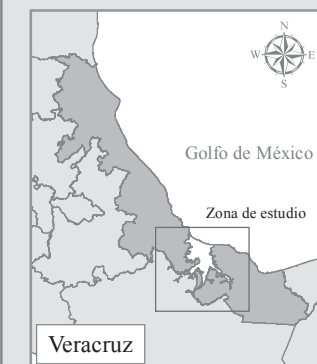 N
W E
S
Golfo de México
Zona de estudio
Veracruz